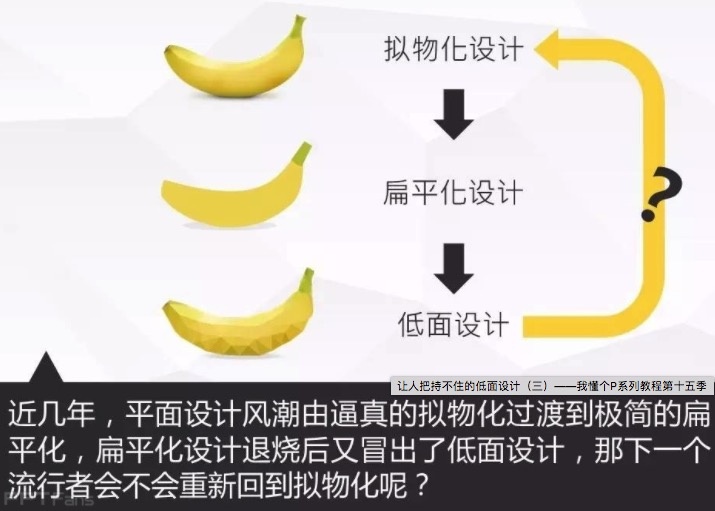 拟物化设计
扁平化设计
?
低面设计
让人把持不住的低面设计（三）——我懂个P系列教程第十五季
近几年，平面设计风潮由逼真的拟物化过渡到极简的扁
平化，扁平化设计退烧后又冒出了低面设计，那下一个
流行者会不会重新回到拟物化呢？
PPTFans